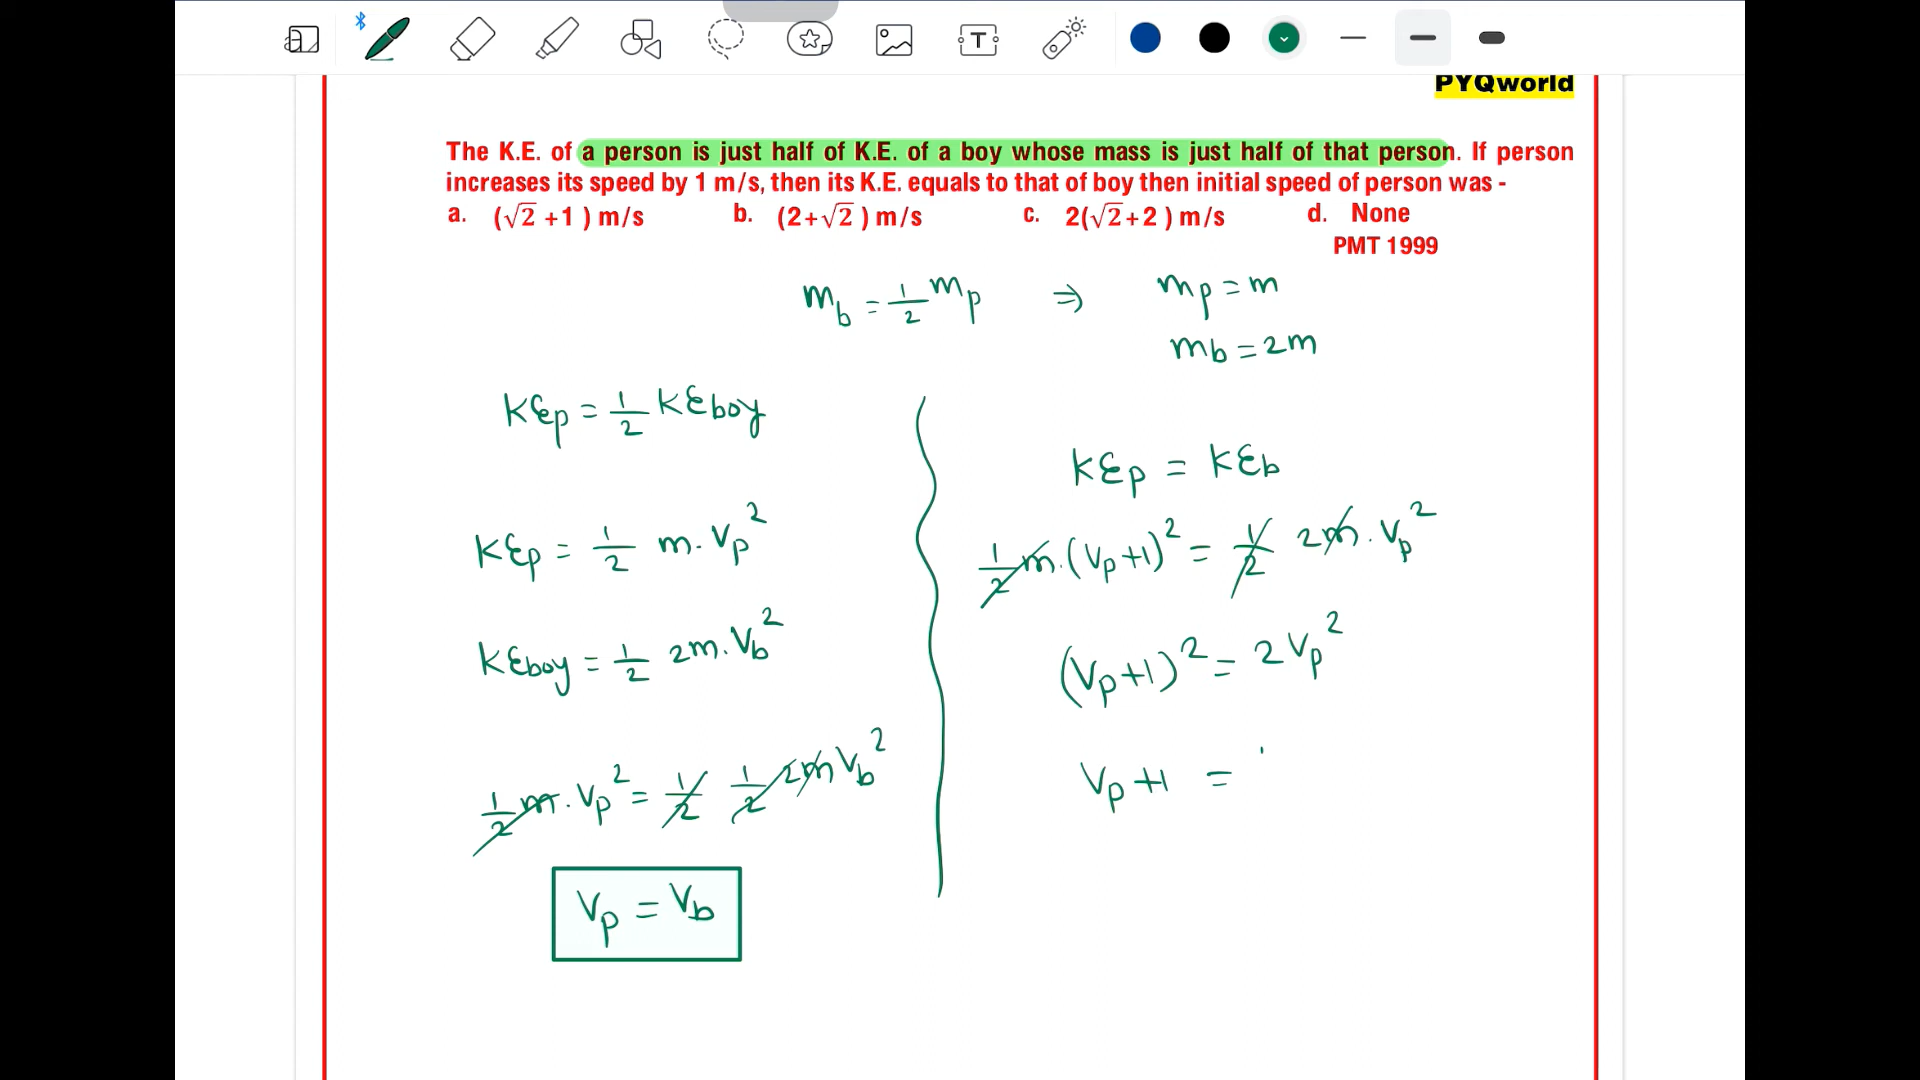 PYQworld
The K.E. of a person is just half of K.E. of a boy whose mass is just half of that person. If person
increases its speed by 1 m/s, then its K.E. equals to that of boy then initial speed of person was -
a. (√2 +1 ) m/s b. (2+√2 ) m/s c. 2(√2+2 ) m/s d. None
PMT 1999
m_b = 1/2 m_p ⇒ m_p = m
m_b = 2m
KE_p = 1/2 KE_boy
KE_p = 1/2 m. V_p^2
KE_boy = 1/2 2m. V_b^2
1/2 m. V_p^2 = 1/2 1/2 2m V_b^2
V_p = V_b
KE_p = KE_b
1/2 m. (V_p+1)^2 = 1/2 2m. V_p^2
(V_p+1)^2 = 2 V_p^2
V_p+1 =